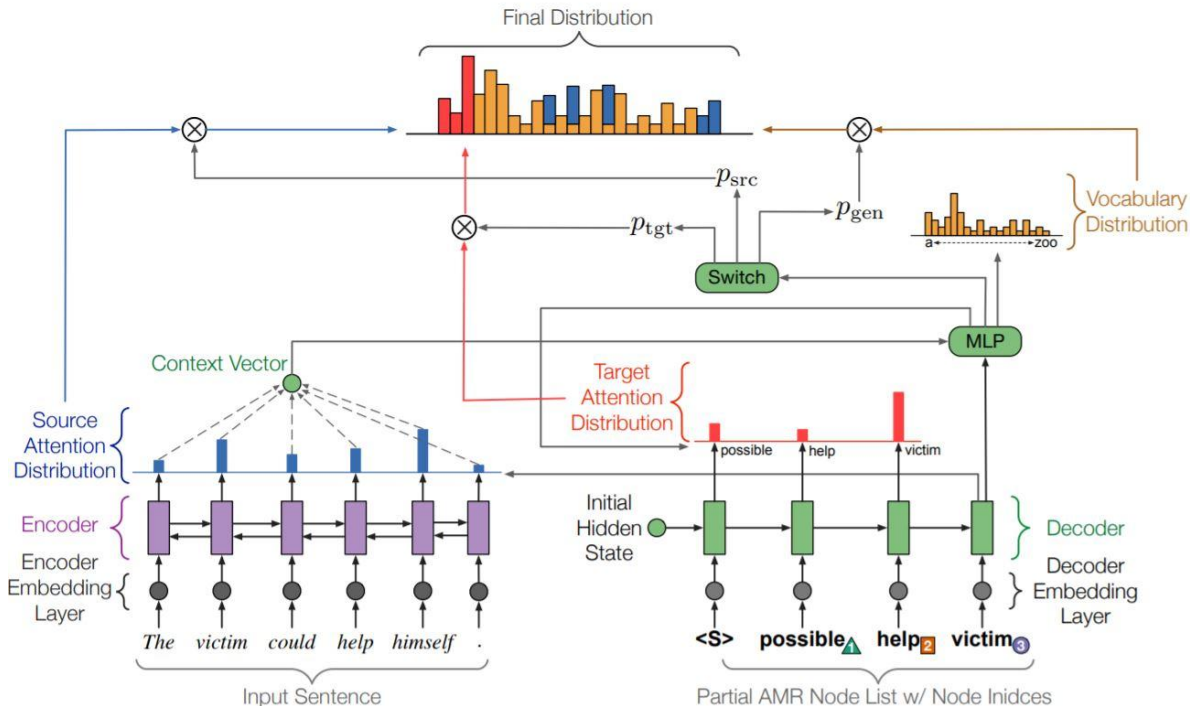 Final Distribution
p_src
p_gen
p_tgt
Vocabulary
Distribution
a
zoo
Switch
MLP
Context Vector
Target
Attention
Distribution
Source
Attention
Distribution
possible
help
victim
Encoder
Initial
Hidden
State
Decoder
Encoder
Embedding
Layer
Decoder
Embedding
Layer
The victim could help himself .
<S> possible 1 help 2 victim 3
Input Sentence
Partial AMR Node List w/ Node Inidces